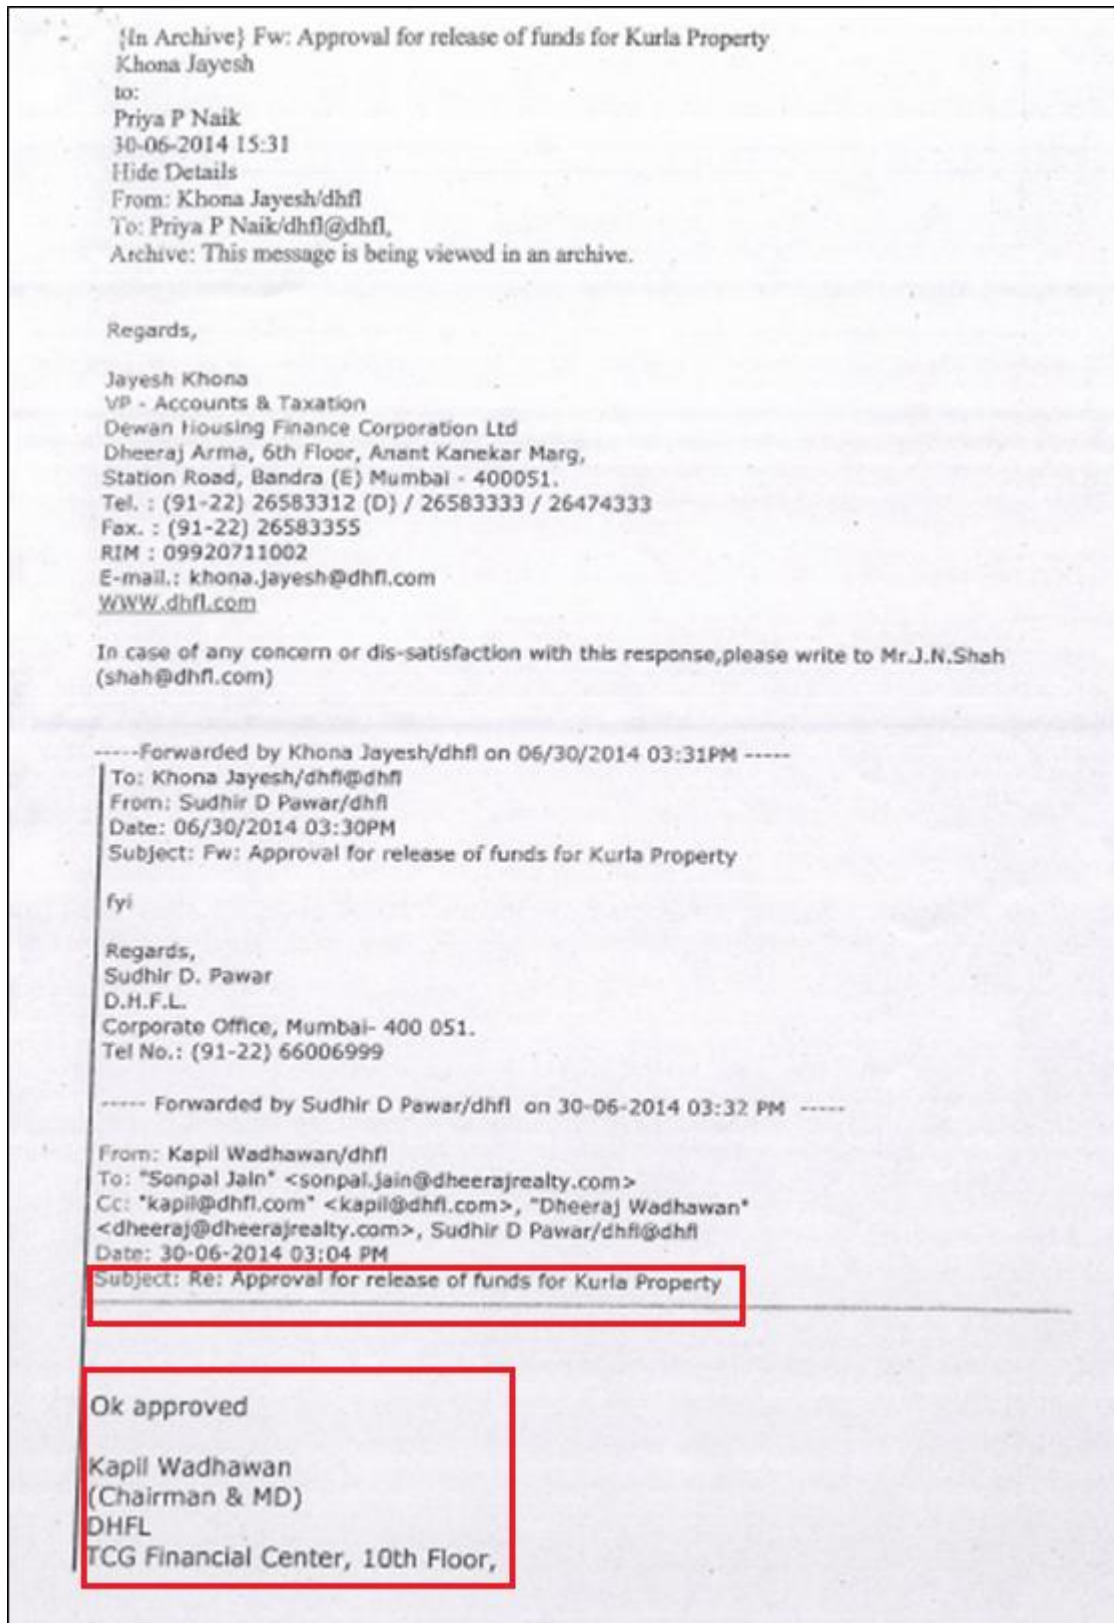 {In Archive} Fw: Approval for release of funds for Kurla Property
Khona Jayesh
to:
Priya P Naik
30-06-2014 15:31
Hide Details
From: Khona Jayesh/dhfl
To: Priya P Naik/dhfl@dhfl,
Archive: This message is being viewed in an archive.
Regards,
Jayesh Khona
VP - Accounts & Taxation
Dewan Housing Finance Corporation Ltd
Dheeraj Arma, 6th Floor, Anant Kanekar Marg,
Station Road, Bandra (E) Mumbai - 400051.
Tel. : (91-22) 26583312 (D) / 26583333 / 26474333
Fax. : (91-22) 26583355
RIM : 09920711002
E-mail.: khona.jayesh@dhfl.com
WWW.dhfl.com
In case of any concern or dis-satisfaction with this response,please write to Mr.J.N.Shah
(shah@dhfl.com)
-----Forwarded by Khona Jayesh/dhfl on 06/30/2014 03:31PM -----
To: Khona Jayesh/dhfl@dhfl
From: Sudhir D Pawar/dhfl
Date: 06/30/2014 03:30PM
Subject: Fw: Approval for release of funds for Kurla Property
fyi
Regards,
Sudhir D. Pawar
D.H.F.L.
Corporate Office, Mumbai- 400 051.
Tel No.: (91-22) 66006999
----- Forwarded by Sudhir D Pawar/dhfl on 30-06-2014 03:32 PM -----
From: Kapil Wadhawan/dhfl
To: "Sonpal Jain" <sonpal.jain@dheerajrealty.com>
Cc: "kapil@dhfl.com" <kapil@dhfl.com>, "Dheeraj Wadhawan"
<dheeraj@dheerajrealty.com>, Sudhir D Pawar/dhfl@dhfl
Date: 30-06-2014 03:04 PM
Subject: Re: Approval for release of funds for Kurla Property
Ok approved
Kapil Wadhawan
(Chairman & MD)
DHFL
TCG Financial Center, 10th Floor,